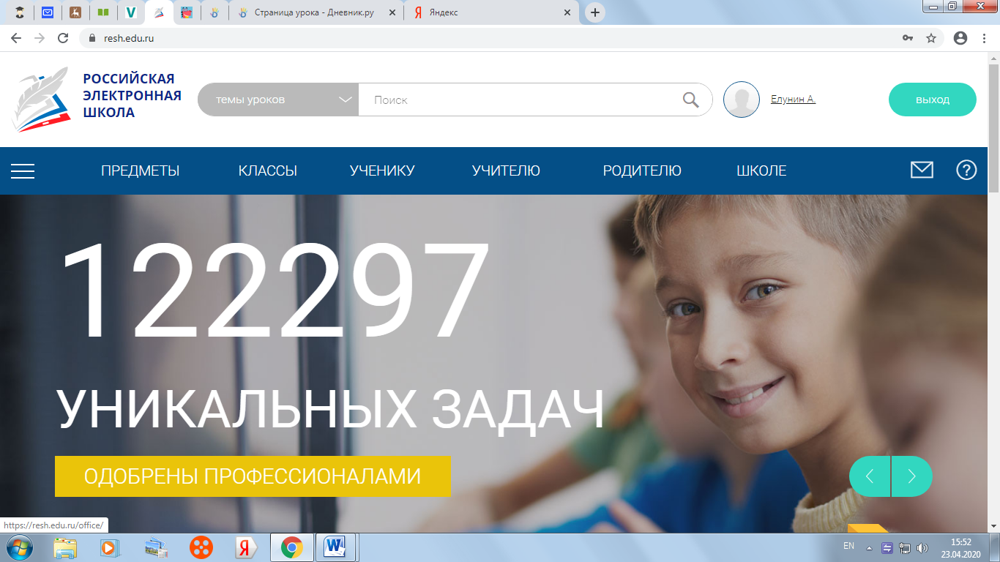 Страница урока - Дневник.ру
Яндекс
resh.edu.ru
РОССИЙСКАЯ
ЭЛЕКТРОННАЯ
ШКОЛА
темы уроков
Поиск
Елунин А.
выход
ПРЕДМЕТЫ
КЛАССЫ
УЧЕНИКУ
УЧИТЕЛЮ
РОДИТЕЛЮ
ШКОЛЕ
122297
УНИКАЛЬНЫХ ЗАДАЧ
ОДОБРЕНЫ ПРОФЕССИОНАЛАМИ
https://resh.edu.ru/office/
EN
15:52
23.04.2020